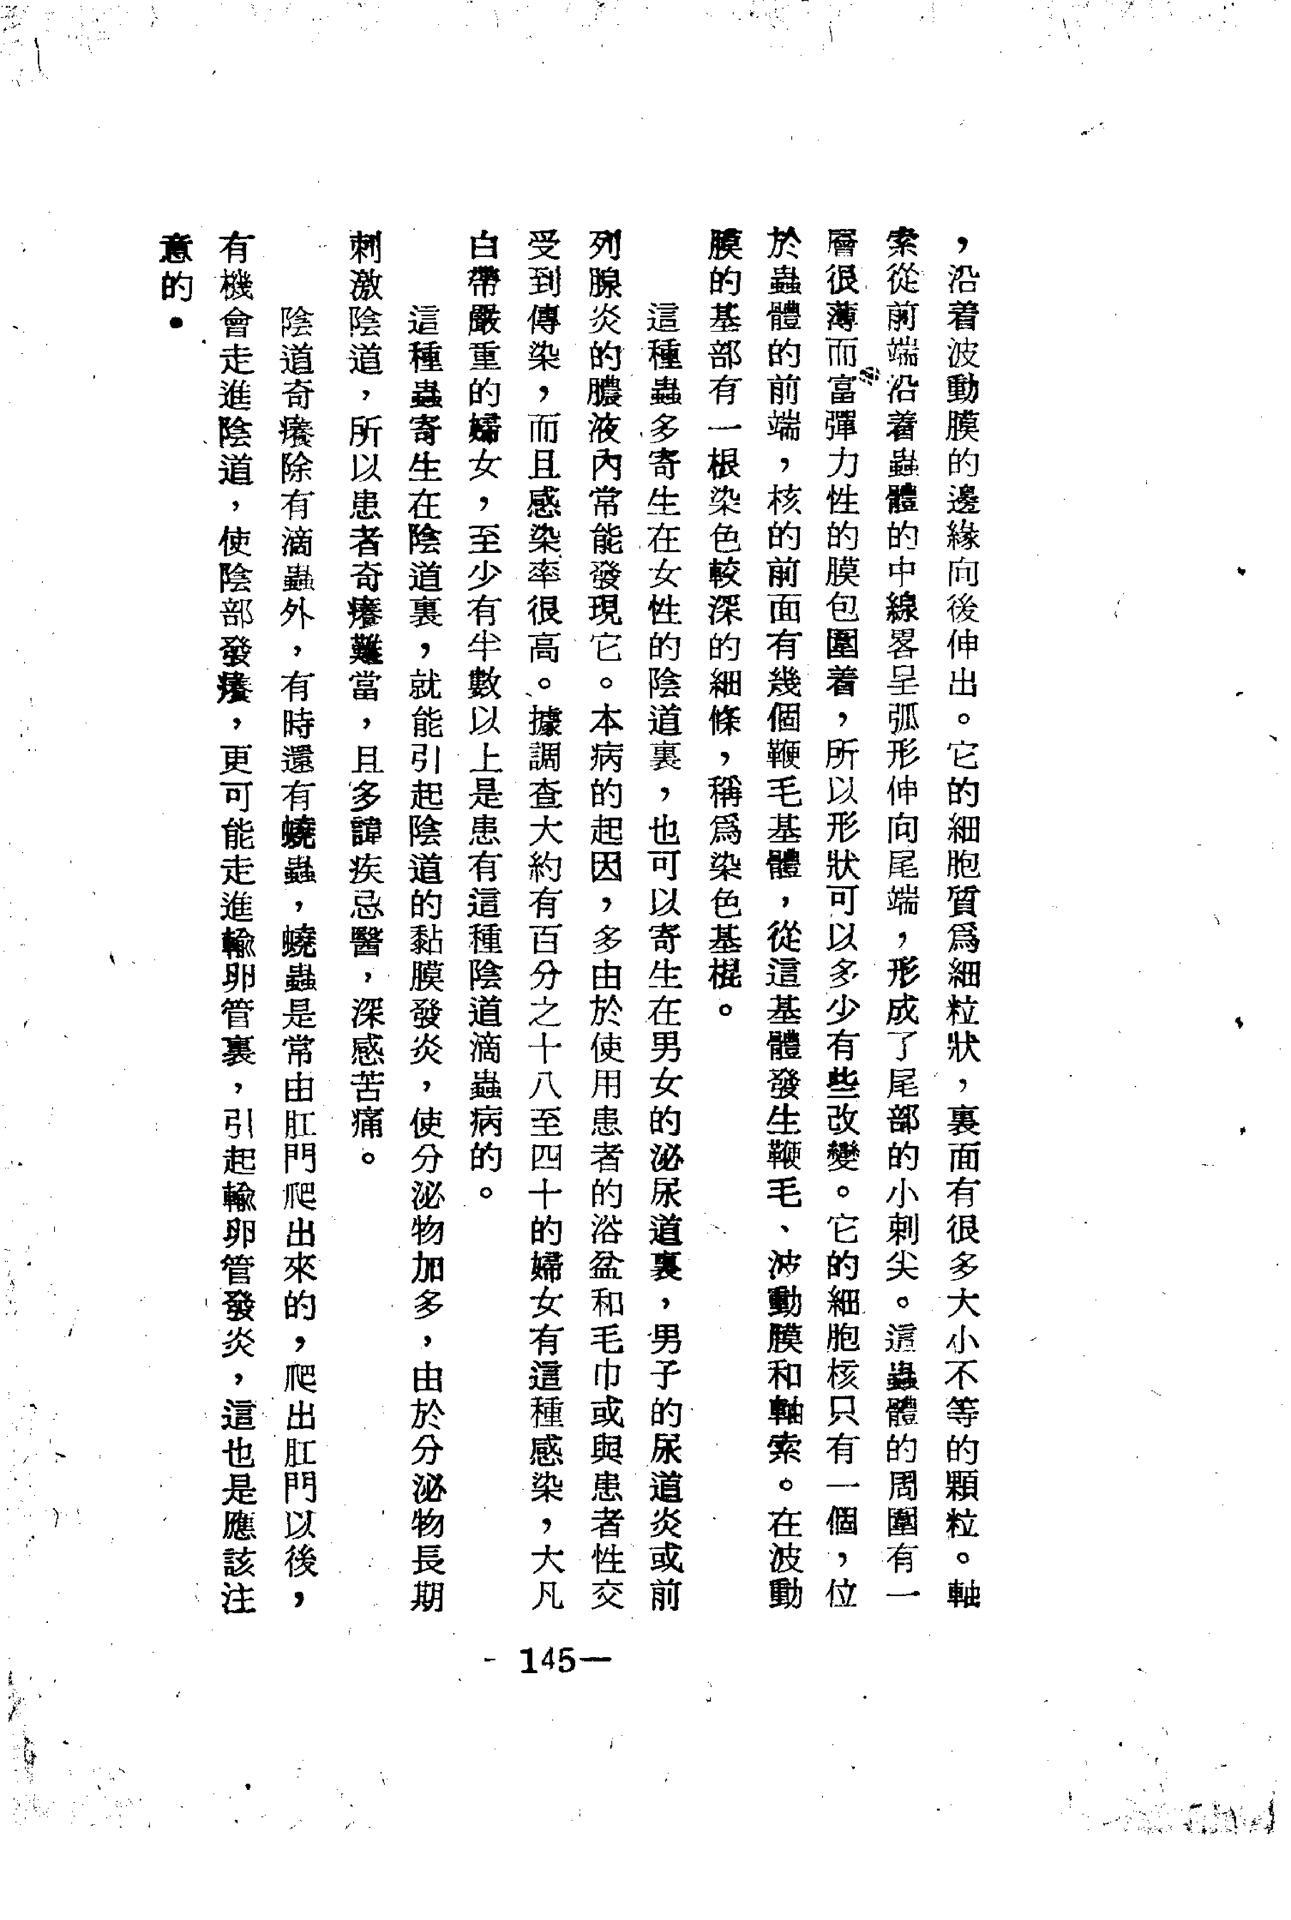 ，沿着波動膜的邊緣向後伸出。它的細胞質爲細粒狀，裏面有很多大小不等的顆粒。軸
索從前端沿着蟲體的中線畧呈弧形伸向尾端，形成了尾部的小刺尖。這蟲體的周圍有一
層很薄而富彈力性的膜包圍着，所以形狀可以多少有些改變。它的細胞核只有一個，位
於蟲體的前端，核的前面有幾個鞭毛基體，從這基體發生鞭毛、波動膜和軸索。在波動
膜的基部有一根染色較深的細條，稱爲染色基棍。
這種蟲多寄生在女性的陰道裏，也可以寄生在男女的泌尿道裏，男子的尿道炎或前
列腺炎的膿液內常能發現它。本病的起因，多由於使用患者的浴盆和毛巾或與患者性交
受到傳染，而且感染率很高。據調查大約有百分之十八至四十的婦女有這種感染，大凡
白帶嚴重的婦女，至少有半數以上是患有這種陰道滴蟲病的。
這種蟲寄生在陰道裏，就能引起陰道的黏膜發炎，使分泌物加多，由於分泌物長期
刺激陰道，所以患者奇癢難當，且多諱疾忌醫，深感苦痛。
陰道奇癢除有滴蟲外，有時還有蟯蟲，蟯蟲是常由肛門爬出來的，爬出肛門以後，
有機會走進陰道，使陰部發癢，更可能走進輸卵管裏，引起輸卵管發炎，這也是應該注
意的．
- 145—